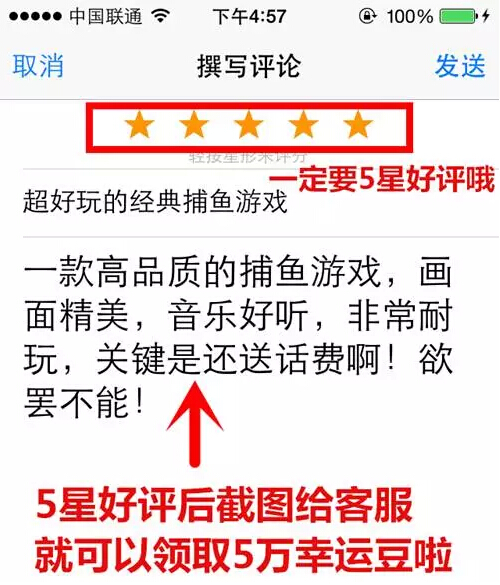 中国联通 下午4:57 100%
取消 撰写评论 发送
轻按星形来评分
一定要5星好评哦
超好玩的经典捕鱼游戏
一款高品质的捕鱼游戏，画
面精美，音乐好听，非常耐
玩，关键是还送话费啊！欲
罢不能！
5星好评后截图给客服
就可以领取5万幸运豆啦